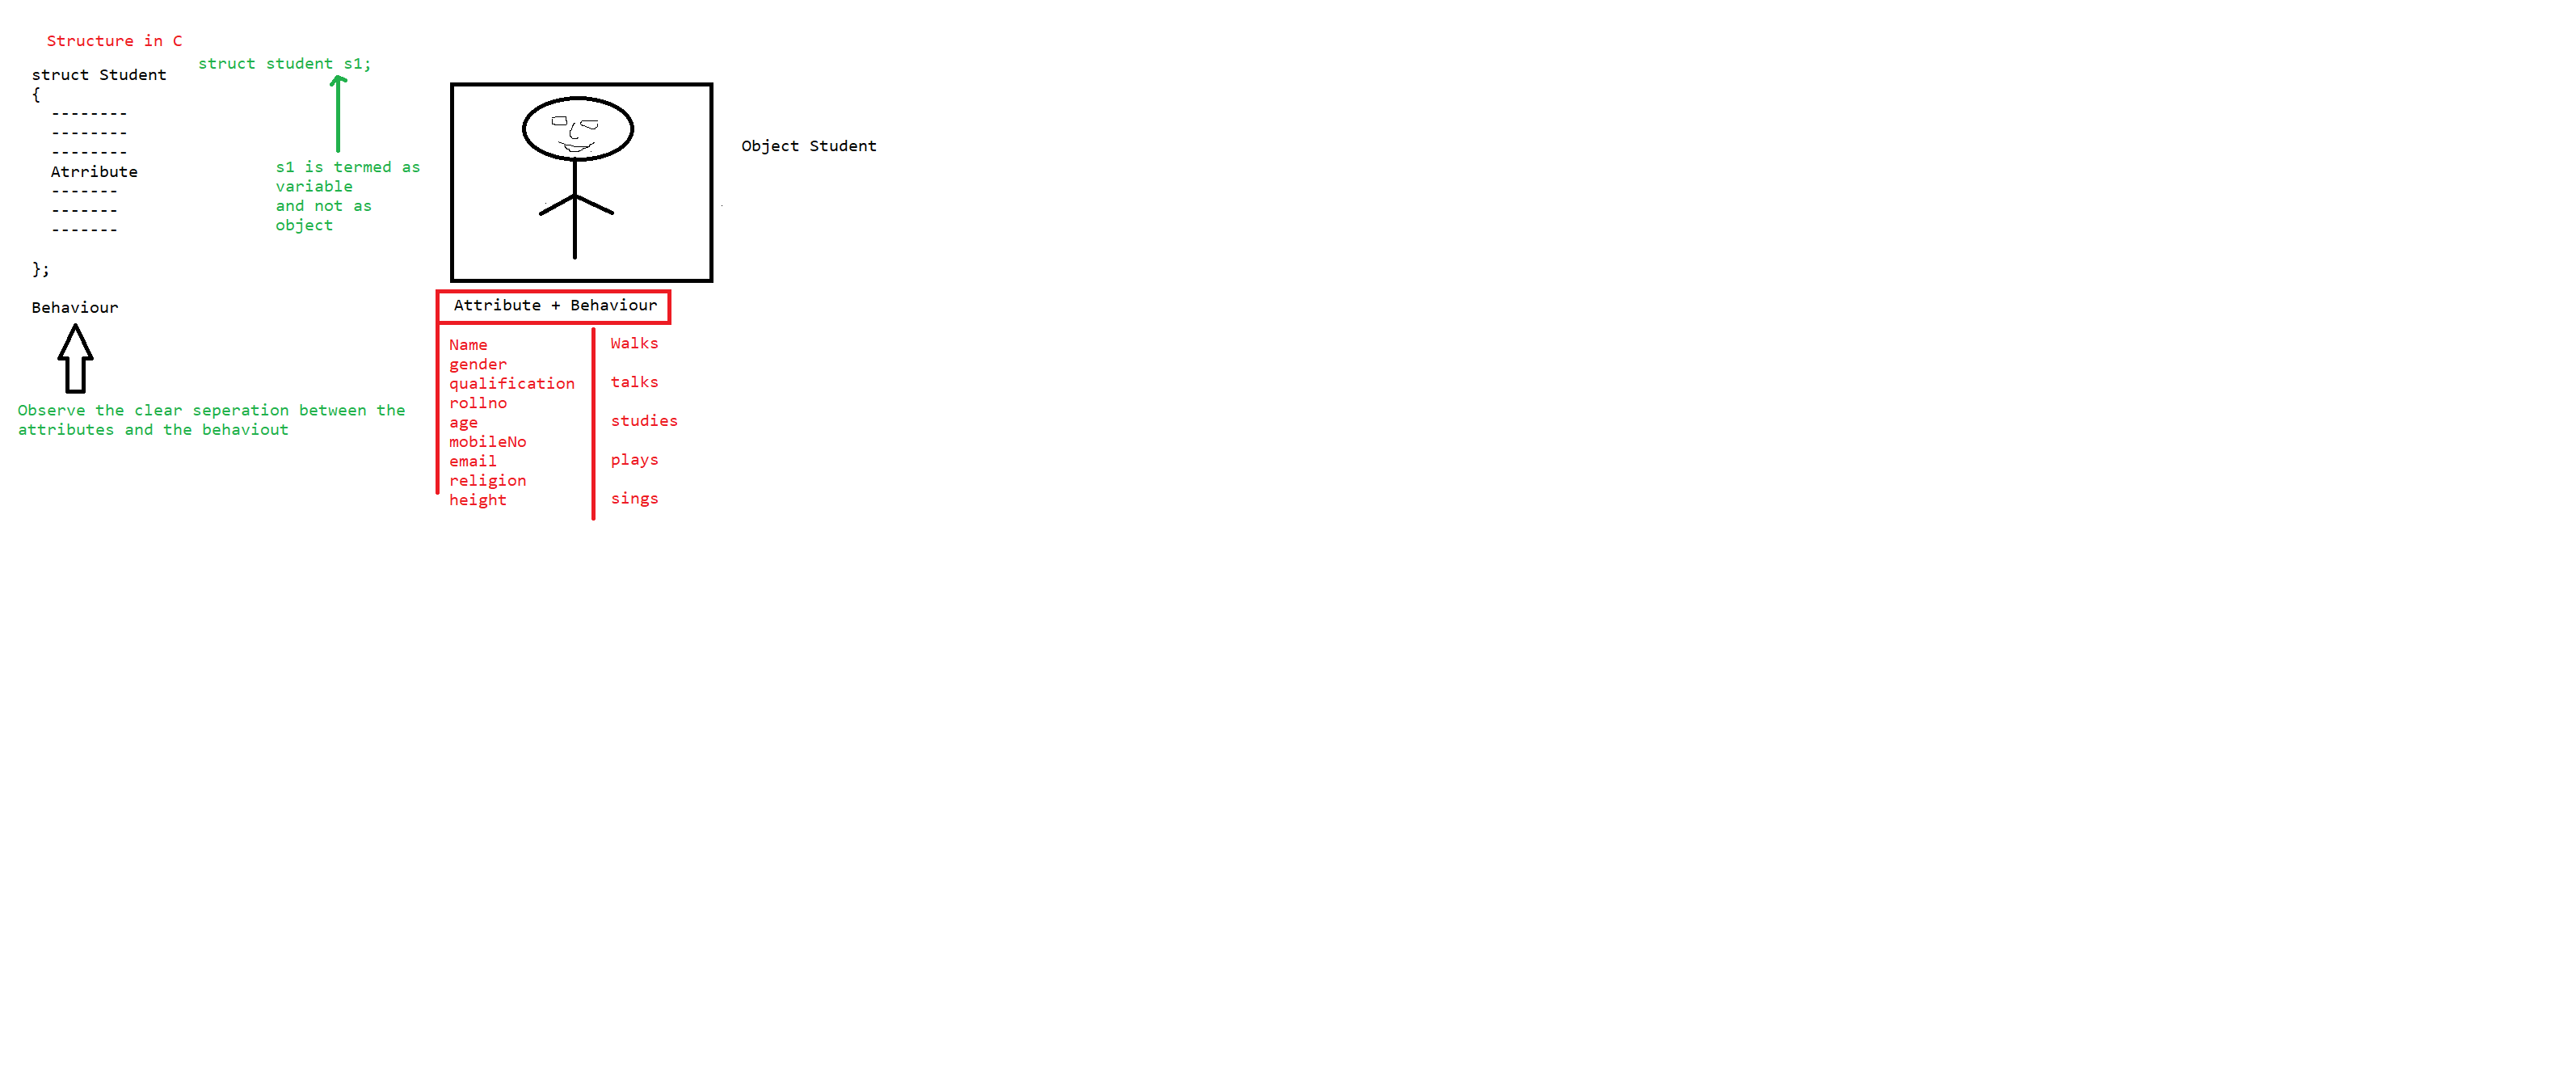 Structure in C
struct student s1;
struct Student
{
--------
--------
--------
Atrribute
-------
-------
-------
};
s1 is termed as
variable
and not as
object
Behaviour
Observe the clear seperation between the
attributes and the behaviout
Object Student
Attribute + Behaviour
Name
gender
qualification
rollno
age
mobileNo
email
religion
height
Walks
talks
studies
plays
sings